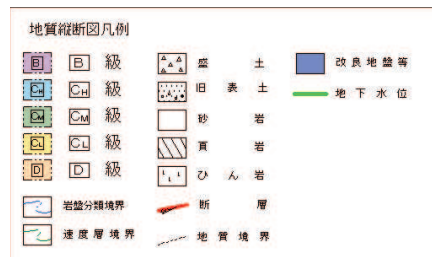 地質縦断図凡例
B B 級
CH CH 級
CM CM 級
CL CL 級
D D 級
岩盤分類境界
速度層境界
盛土
旧表土
砂岩
頁岩
ひん岩
断層
地質境界
改良地盤等
地下水位